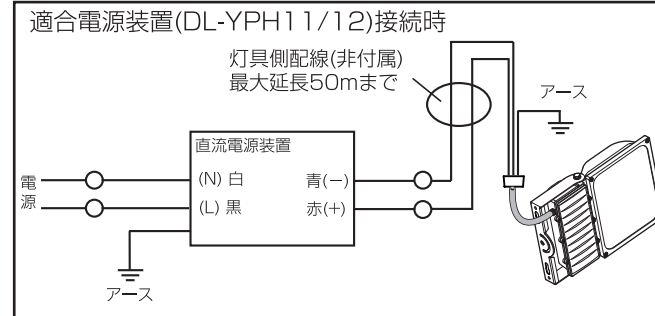 適合電源装置(DL-YPH11/12)接続時
灯具側配線(非付属)
最大延長50mまで
アース
直流電源装置
電源
(N) 白
青(−)
(L) 黒
赤(+)
アース